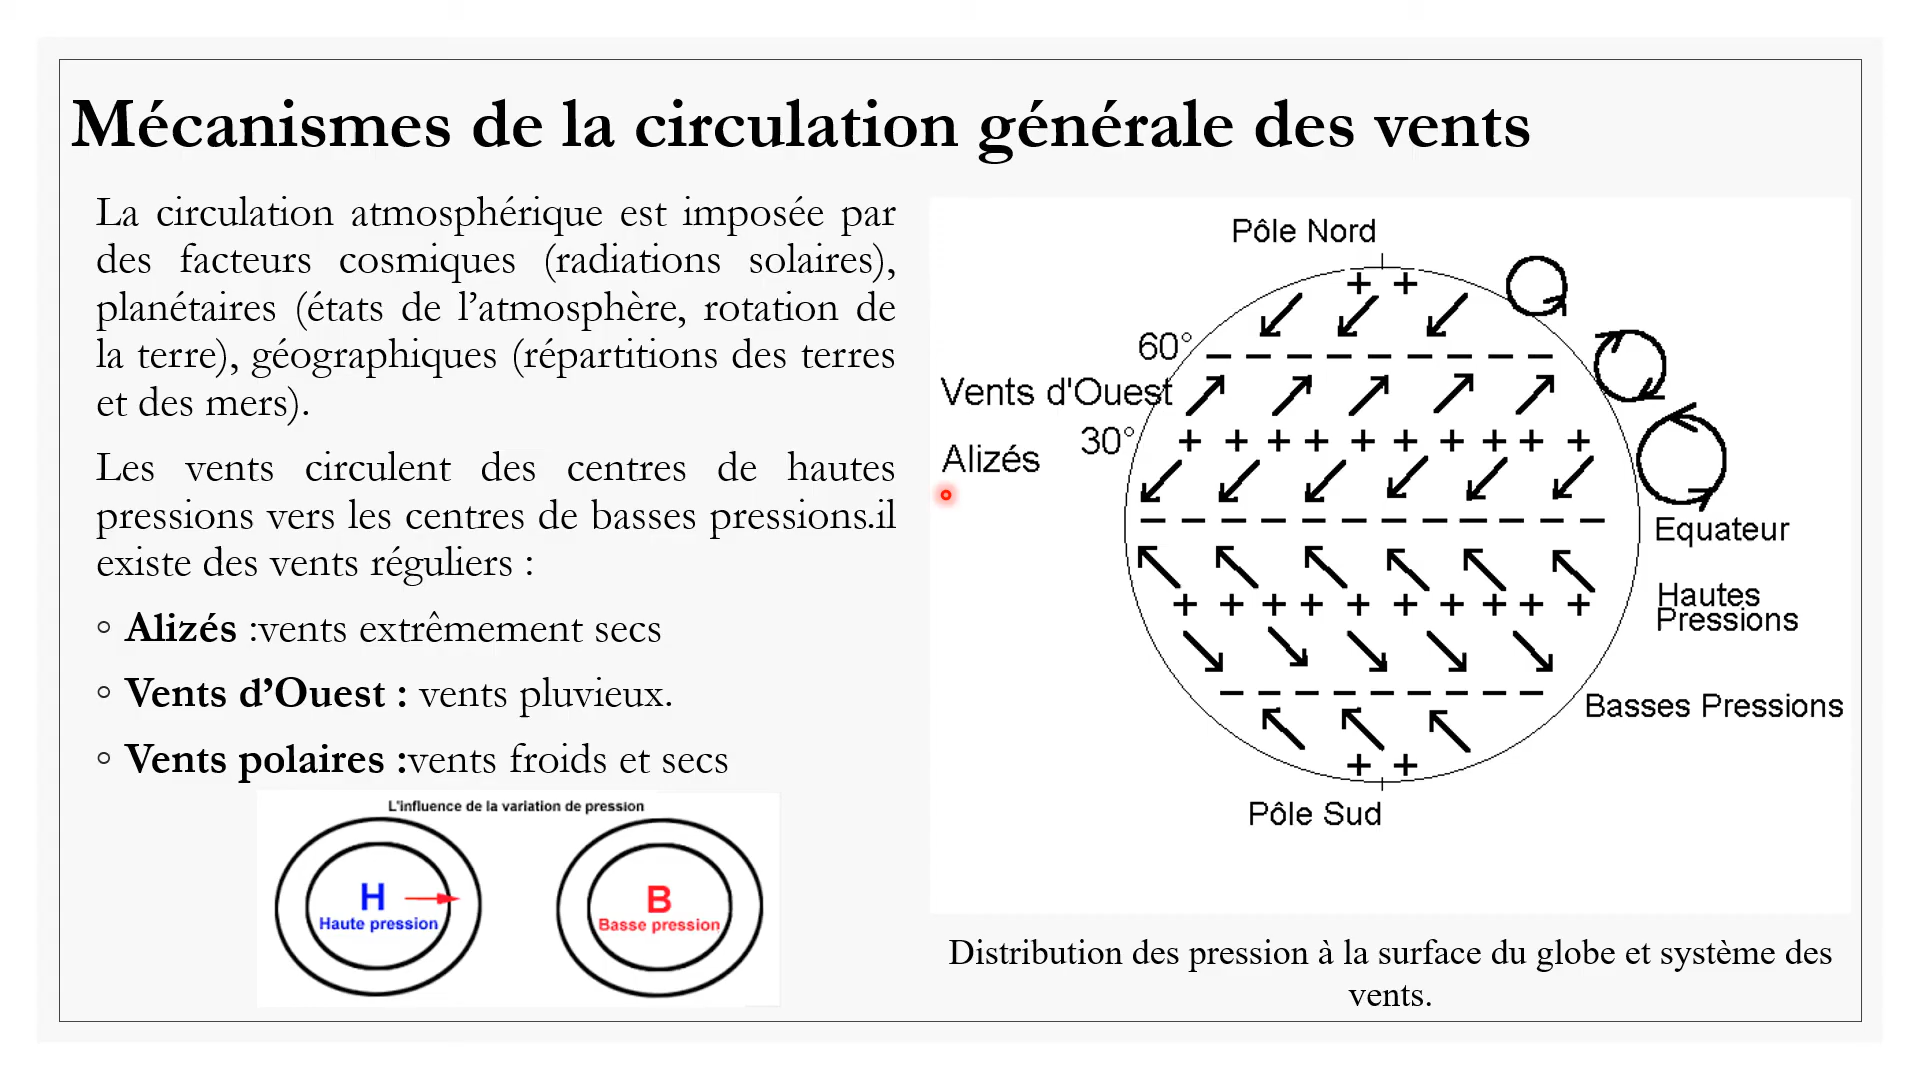 Mécanismes de la circulation générale des vents
La circulation atmosphérique est imposée par
des facteurs cosmiques (radiations solaires),
planétaires (états de l’atmosphère, rotation de
la terre), géographiques (répartitions des terres
et des mers).
Les vents circulent des centres de hautes
pressions vers les centres de basses pressions.il
existe des vents réguliers :
Alizés :vents extrêmement secs
Vents d’Ouest : vents pluvieux.
Vents polaires :vents froids et secs
L'influence de la variation de pression
H
Haute pression
B
Basse pression
Pôle Nord
60°
Vents d'Ouest
30°
Alizés
Equateur
Hautes
Pressions
Basses Pressions
Pôle Sud
Distribution des pression à la surface du globe et système des
vents.